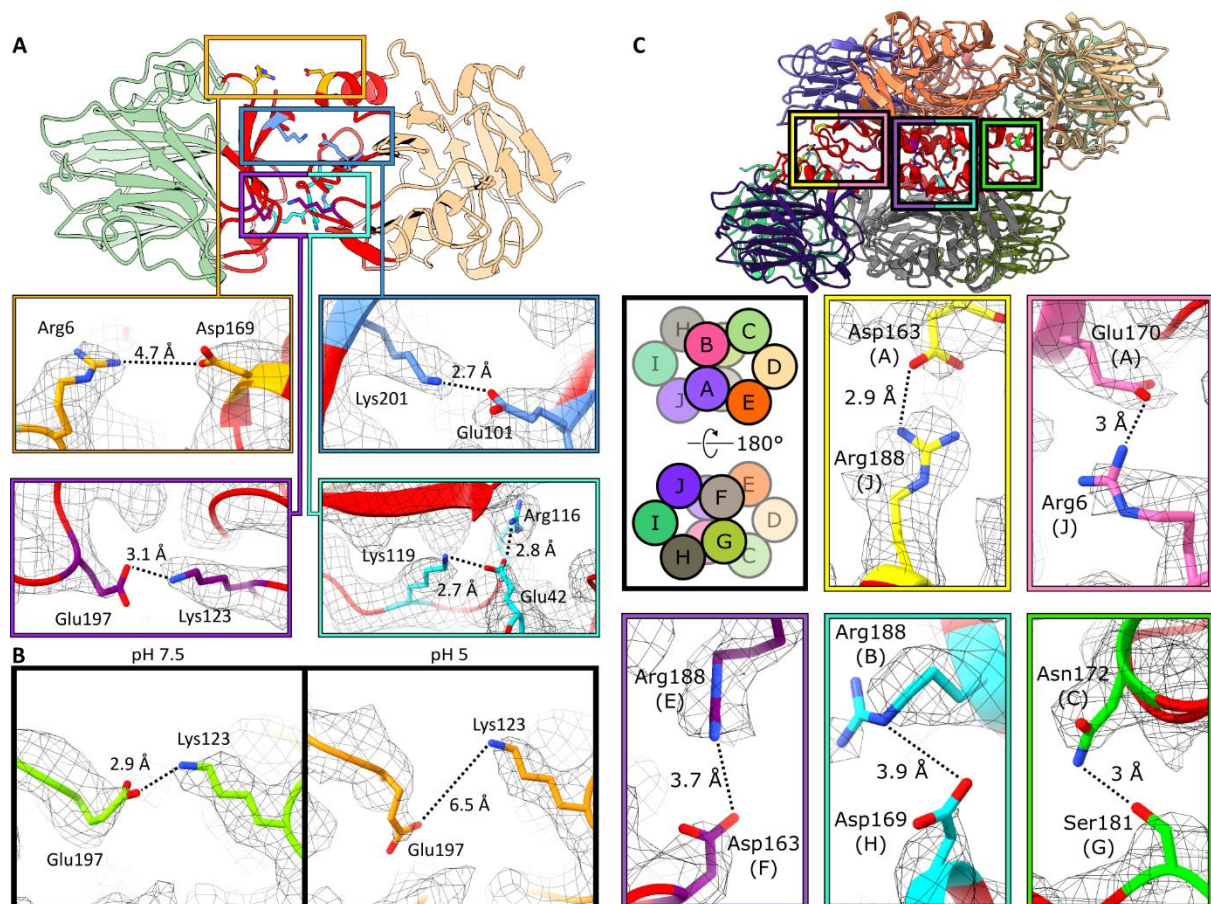 A
Arg6
Asp169
4.7 Å
Lys201
2.7 Å
Glu101
3.1 Å
Glu197
Lys123
Arg116
Lys119
2.8 Å
2.7 Å
Glu42
B
pH 7.5
pH 5
Lys123
2.9 Å
Glu197
Lys123
6.5 Å
Glu197
C
H
B
C
I
D
J
A
E
180°
J
F
E
I
D
H
G
C
Asp163
(A)
2.9 Å
Arg188
(J)
Glu170
(A)
3 Å
Arg6
(J)
Arg188
(E)
3.7 Å
Asp163
(F)
Arg188
(B)
3.9 Å
Asp169
(H)
Asn172
(C)
3 Å
Ser181
(G)